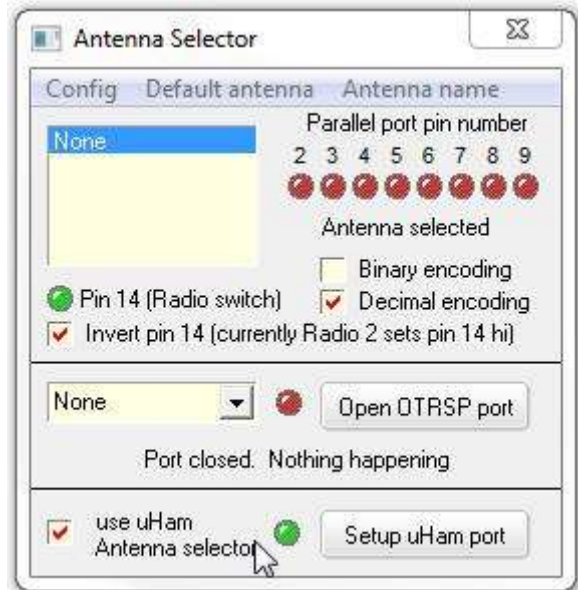 Antenna Selector
Config Default antenna Antenna name
None
Parallel port pin number
2 3 4 5 6 7 8 9
Antenna selected
Binary encoding
Pin 14 (Radio switch)
Decimal encoding
Invert pin 14 (currently Radio 2 sets pin 14 hi)
None
Open OTRSP port
Port closed. Nothing happening
use uHam
Antenna selector
Setup uHam port